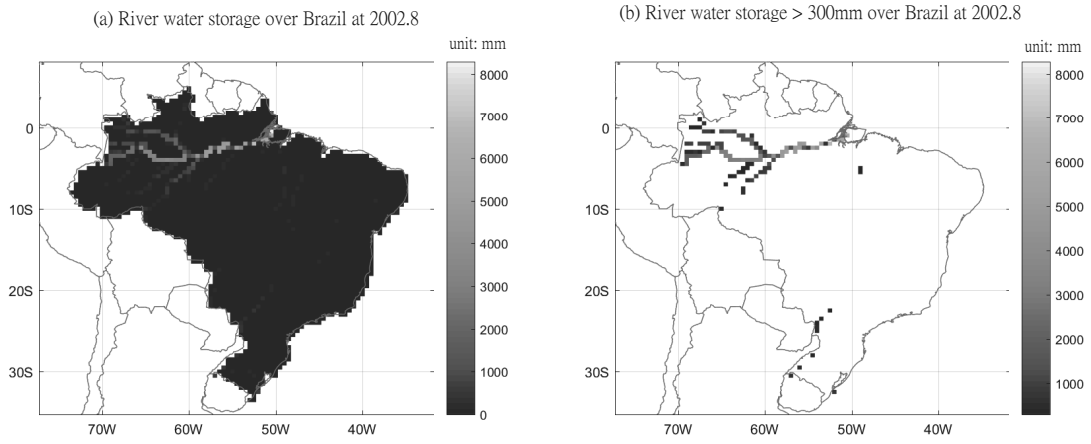 (a) River water storage over Brazil at 2002.8
unit: mm
8000
7000
6000
5000
4000
3000
2000
1000
0
0
10S
20S
30S
70W
60W
50W
40W
(b) River water storage > 300mm over Brazil at 2002.8
unit: mm
8000
7000
6000
5000
4000
3000
2000
1000
0
10S
20S
30S
70W
60W
50W
40W